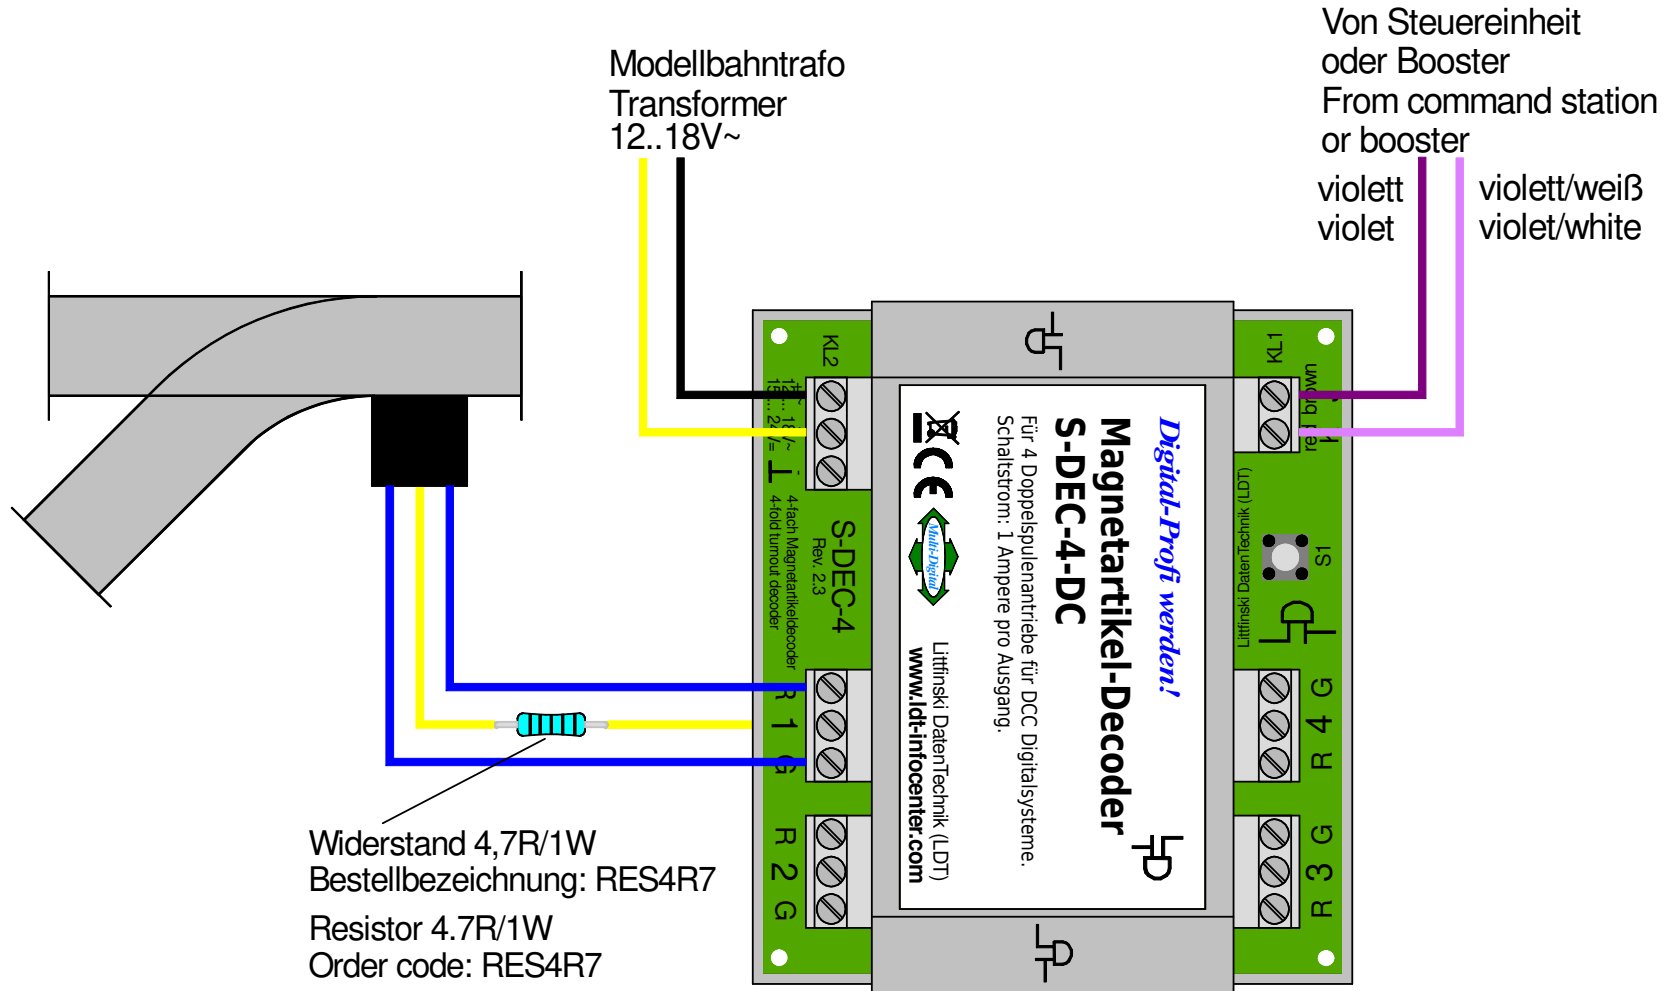 Modellbahntrafo
Transformer
12..18V~
Von Steuereinheit
oder Booster
From command station
or booster
violett
violet
violett/weiß
violet/white
KL2
KL1
S-DEC-4
Rev. 2.3
4-fach Magnetartikeldecoder
4-fold turnout decoder
Digital-Profi werden!
Magnetartikel-Decoder
S-DEC-4-DC
Für 4 Doppelspulenantriebe für DCC Digitalsysteme.
Schaltstrom: 1 Ampere pro Ausgang.
CE
Multi-Digital
Littfinski DatenTechnik (LDT)
www.ldt-infocenter.com
Littfinski DatenTechnik (LDT)
S1
R 1 G
R 2 G
G 4 R
G 3 R
Widerstand 4,7R/1W
Bestellbezeichnung: RES4R7
Resistor 4.7R/1W
Order code: RES4R7